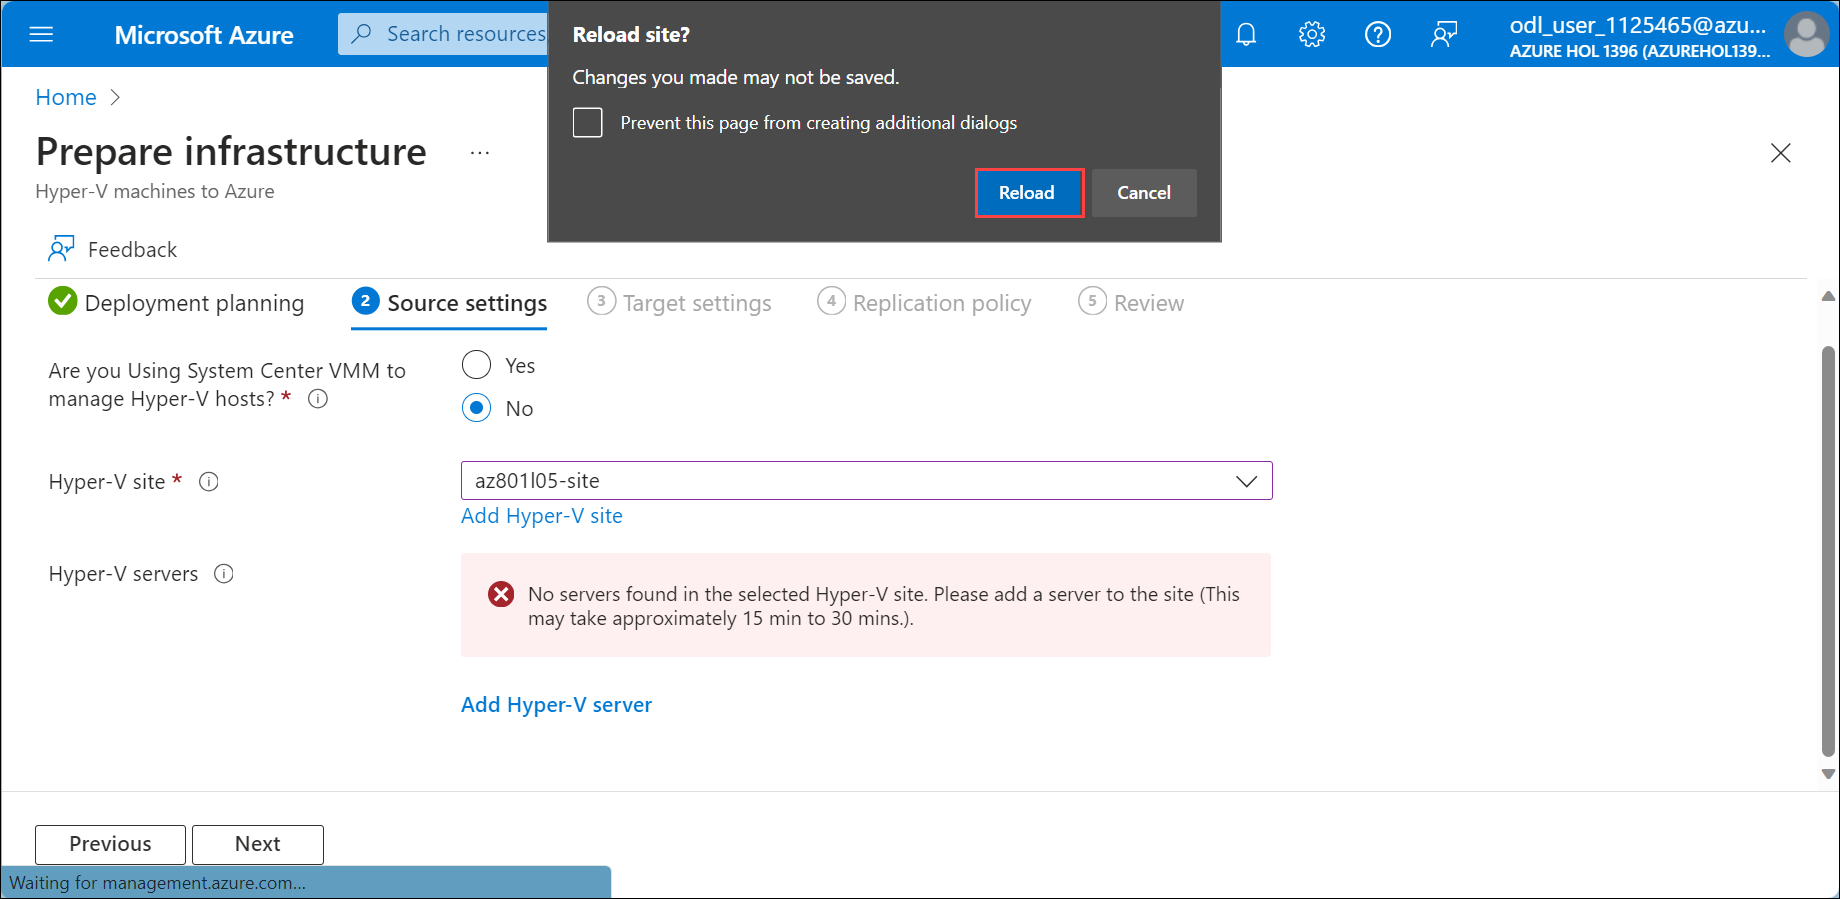 Microsoft Azure
Search resources,
Reload site?
Changes you made may not be saved.
Prevent this page from creating additional dialogs
Reload
Cancel
odl_user_1125465@azu...
AZURE HOL 1396 (AZUREHOL139...
Home
Prepare infrastructure
...
Hyper-V machines to Azure
Feedback
Deployment planning
2 Source settings
3 Target settings
4 Replication policy
5 Review
Are you Using System Center VMM to
manage Hyper-V hosts? *
Yes
No
Hyper-V site *
az801l05-site
Add Hyper-V site
Hyper-V servers
No servers found in the selected Hyper-V site. Please add a server to the site (This
may take approximately 15 min to 30 mins.).
Add Hyper-V server
Previous
Next
Waiting for management.azure.com...